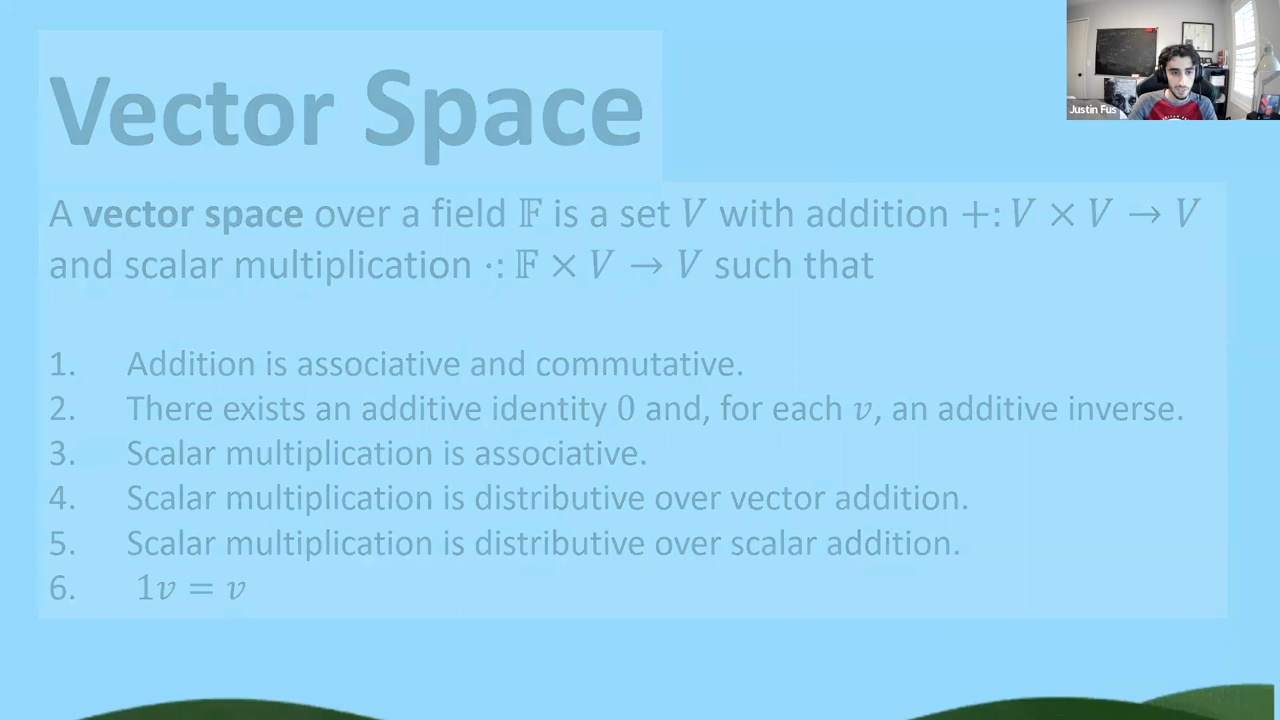 Vector Space
Justin Fus
A vector space over a field 𝔽 is a set V with addition +: V × V → V
and scalar multiplication ·: 𝔽 × V → V such that
1. Addition is associative and commutative.
2. There exists an additive identity 0 and, for each v, an additive inverse.
3. Scalar multiplication is associative.
4. Scalar multiplication is distributive over vector addition.
5. Scalar multiplication is distributive over scalar addition.
6. 1v = v